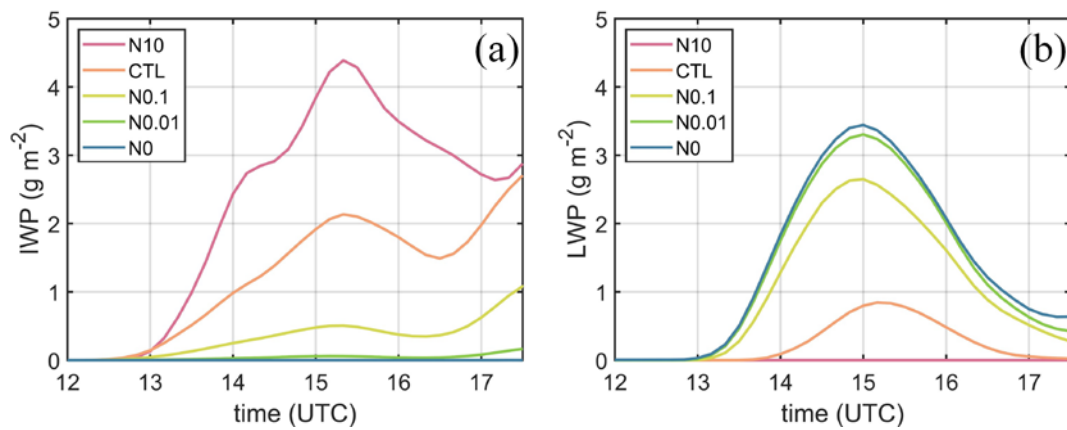 (a)
N10
CTL
N0.1
N0.01
N0
IWP (g m⁻²)
5
4
3
2
1
0
12 13 14 15 16 17
time (UTC)
(b)
N10
CTL
N0.1
N0.01
N0
LWP (g m⁻²)
5
4
3
2
1
0
12 13 14 15 16 17
time (UTC)